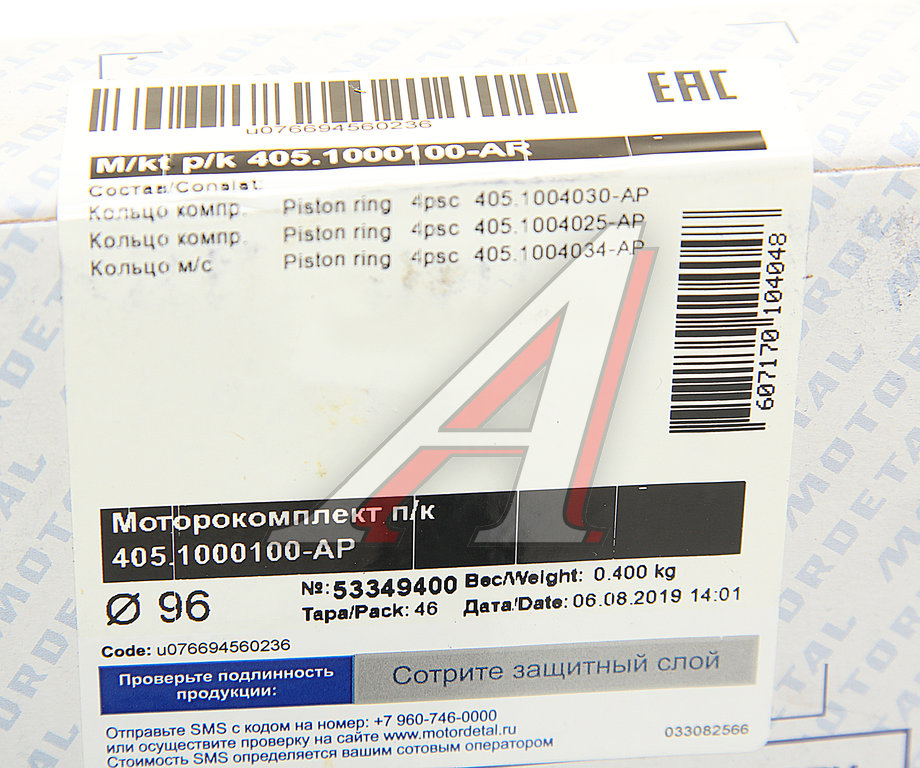 EAC
u076694560236
M/kt p/k 405.1000100-AR
Состав/Consist:
Кольцо компр. Piston ring 4psc 405.1004030-AP
Кольцо компр. Piston ring 4psc 405.1004025-AP
Кольцо м/с Piston ring 4psc 405.1004034-AP
607170 104048
Моторокомплект п/к
405.1000100-АР
Ø 96
№: 53349400 Вес/Weight: 0.400 kg
Тара/Pack: 46 Дата/Date: 06.08.2019 14:01
Code: u076694560236
Проверьте подлинность
продукции:
Сотрите защитный слой
Отправьте SMS с кодом на номер: +7 960-746-0000
или осуществите проверку на сайте www.motordetal.ru
Стоимость SMS определяется вашим сотовым оператором
033082566
MOTORDETAL